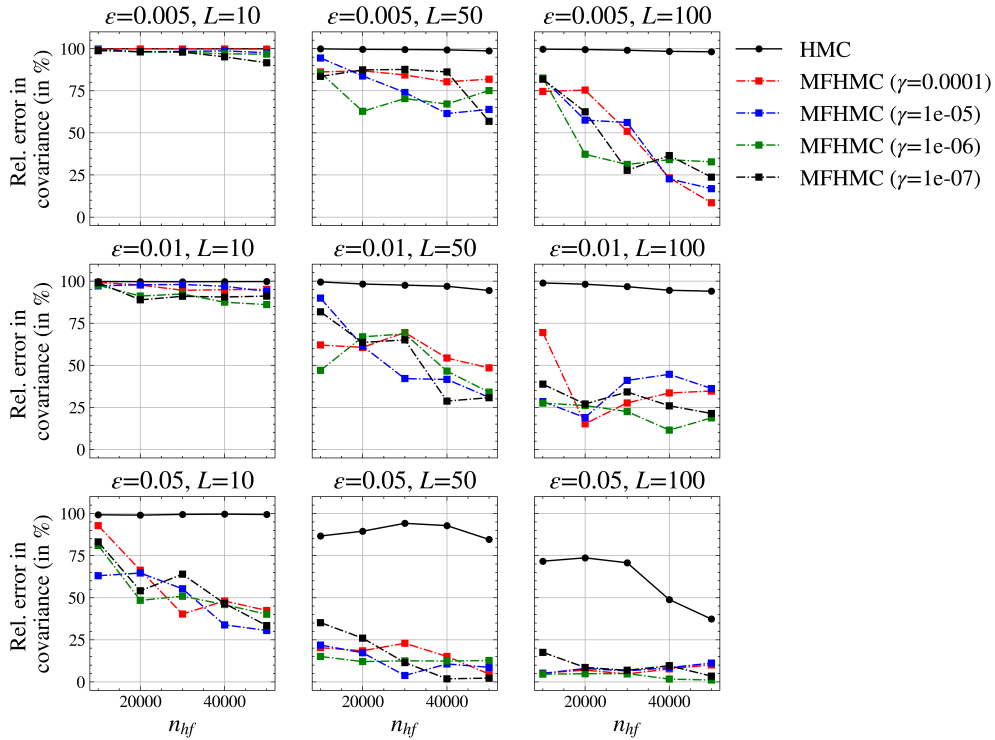 ε=0.005, L=10
ε=0.005, L=50
ε=0.005, L=100
Rel. error in
covariance (in %)
100
75
50
25
0
HMC
MFHMC (γ=0.0001)
MFHMC (γ=1e-05)
MFHMC (γ=1e-06)
MFHMC (γ=1e-07)
ε=0.01, L=10
ε=0.01, L=50
ε=0.01, L=100
Rel. error in
covariance (in %)
100
75
50
25
0
ε=0.05, L=10
ε=0.05, L=50
ε=0.05, L=100
Rel. error in
covariance (in %)
100
75
50
25
0
20000 40000
20000 40000
20000 40000
n_hf
n_hf
n_hf